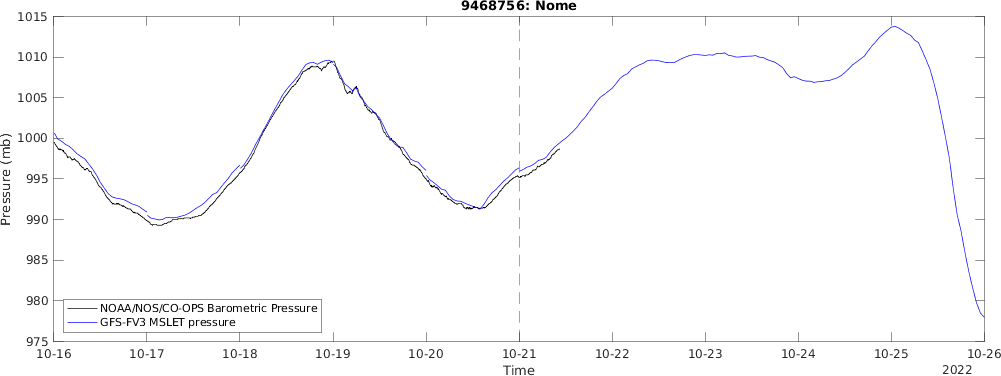 9468756: Nome
1015
1010
1005
1000
995
990
985
980
975
Pressure (mb)
NOAA/NOS/CO-OPS Barometric Pressure
GFS-FV3 MSLET pressure
10-16 10-17 10-18 10-19 10-20 10-21 10-22 10-23 10-24 10-25 10-26
Time
2022